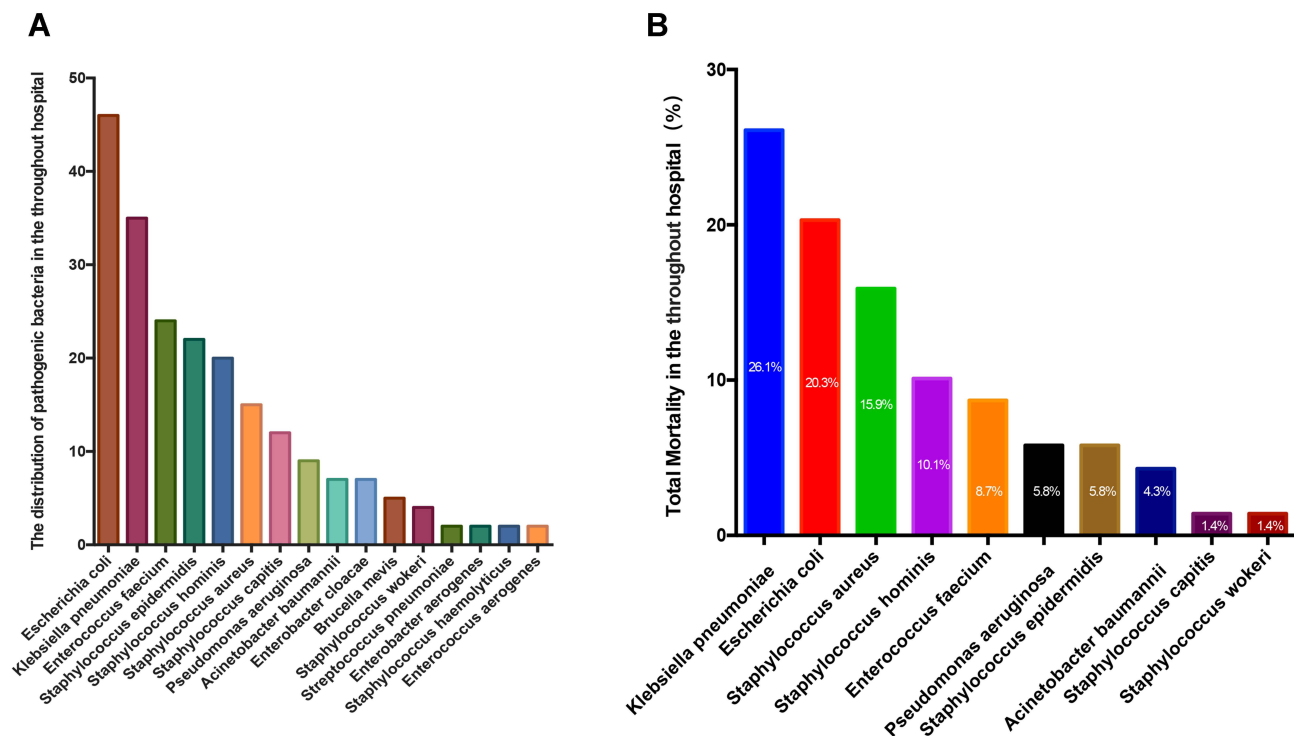 A
The distribution of pathogenic bacteria in the throughout hospital
50
40
30
20
10
0
Escherichia coli
Klebsiella pneumoniae
Enterococcus faecium
Staphylococcus epidermidis
Staphylococcus hominis
Staphylococcus aureus
Staphylococcus capitis
Pseudomonas aeruginosa
Acinetobacter baumannii
Enterobacter cloacae
Brucella mevis
Staphylococcus wokeri
Streptococcus pneumoniae
Enterobacter aerogenes
Staphylococcus haemolyticus
Enterococcus aerogenes
B
Total Mortality in the throughout hospital (%)
30
20
10
0
26.1%
20.3%
15.9%
10.1%
8.7%
5.8%
5.8%
4.3%
1.4%
1.4%
Klebsiella pneumoniae
Escherichia coli
Staphylococcus aureus
Staphylococcus hominis
Enterococcus faecium
Pseudomonas aeruginosa
Staphylococcus epidermidis
Acinetobacter baumannii
Staphylococcus capitis
Staphylococcus wokeri